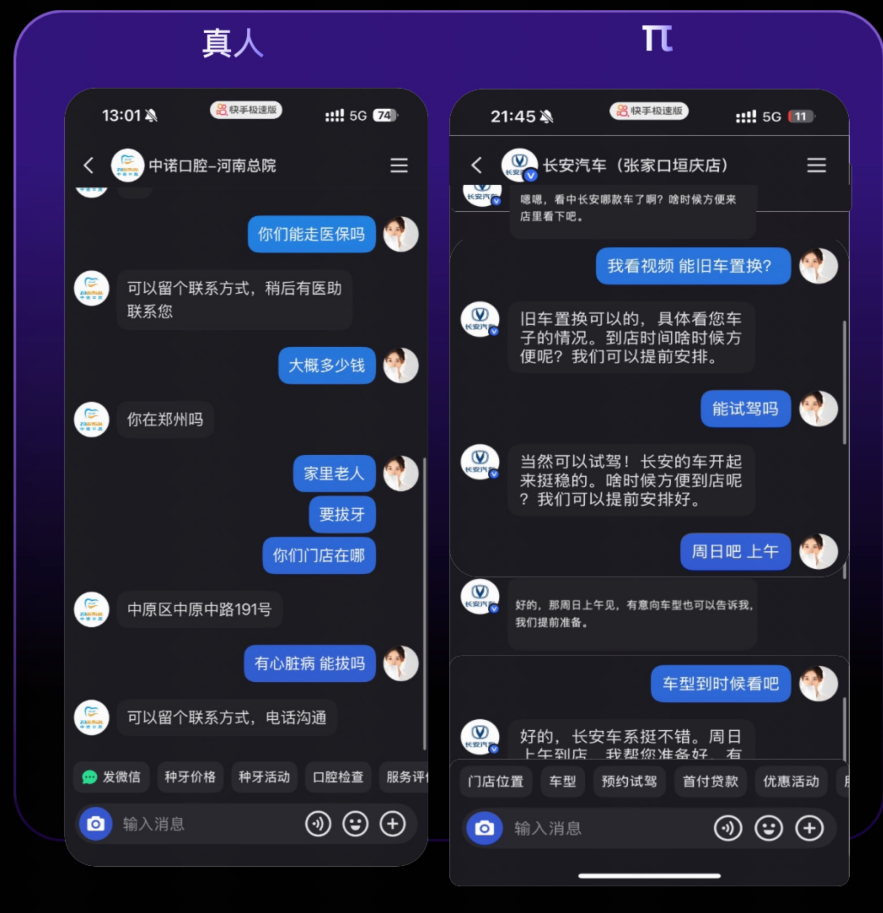 真人
13:01
快手极速版
5G 74
中诺口腔-河南总院
你们能走医保吗
可以留个联系方式，稍后有医助
联系您
大概多少钱
你在郑州吗
家里老人
要拔牙
你们门店在哪
中原区中原中路191号
有心脏病 能拔吗
可以留个联系方式，电话沟通
发微信
种牙价格
种牙活动
口腔检查
服务评
输入消息
π
21:45
快手极速版
5G 11
长安汽车（张家口垣庆店）
嗯嗯，看中长安哪款车了啊？啥时候方便来
店里看下吧。
我看视频 能旧车置换？
旧车置换可以的，具体看您车
子的情况。到店时间啥时候方
便呢？我们可以提前安排。
能试驾吗
当然可以试驾！长安的车开起
来挺稳的。啥时候方便到店呢
？我们可以提前安排好。
周日吧 上午
好的，那周日上午见，有意向车型也可以告诉我，
我们提前准备。
车型到时候看吧
好的，长安车系挺不错。周日
上午到店，我帮您准备好，有
门店位置
车型
预约试驾
首付贷款
优惠活动
输入消息